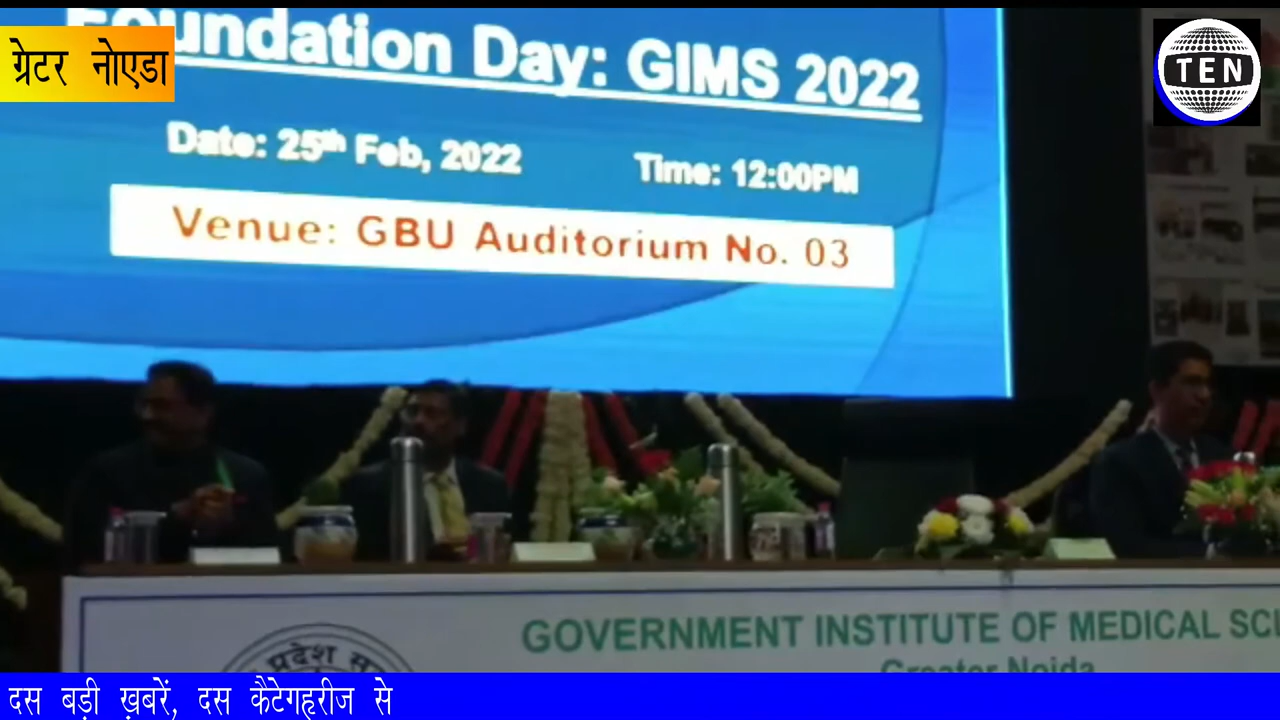 Foundation Day: GIMS 2022
ग्रेटर नोएडा
TEN
Date: 25th Feb, 2022
Time: 12:00PM
Venue: GBU Auditorium No. 03
GOVERNMENT INSTITUTE OF MEDICAL SCI
Greater Noida
प्रदेश
दस बड़ी ख़बरें, दस कैटेगहरीज से